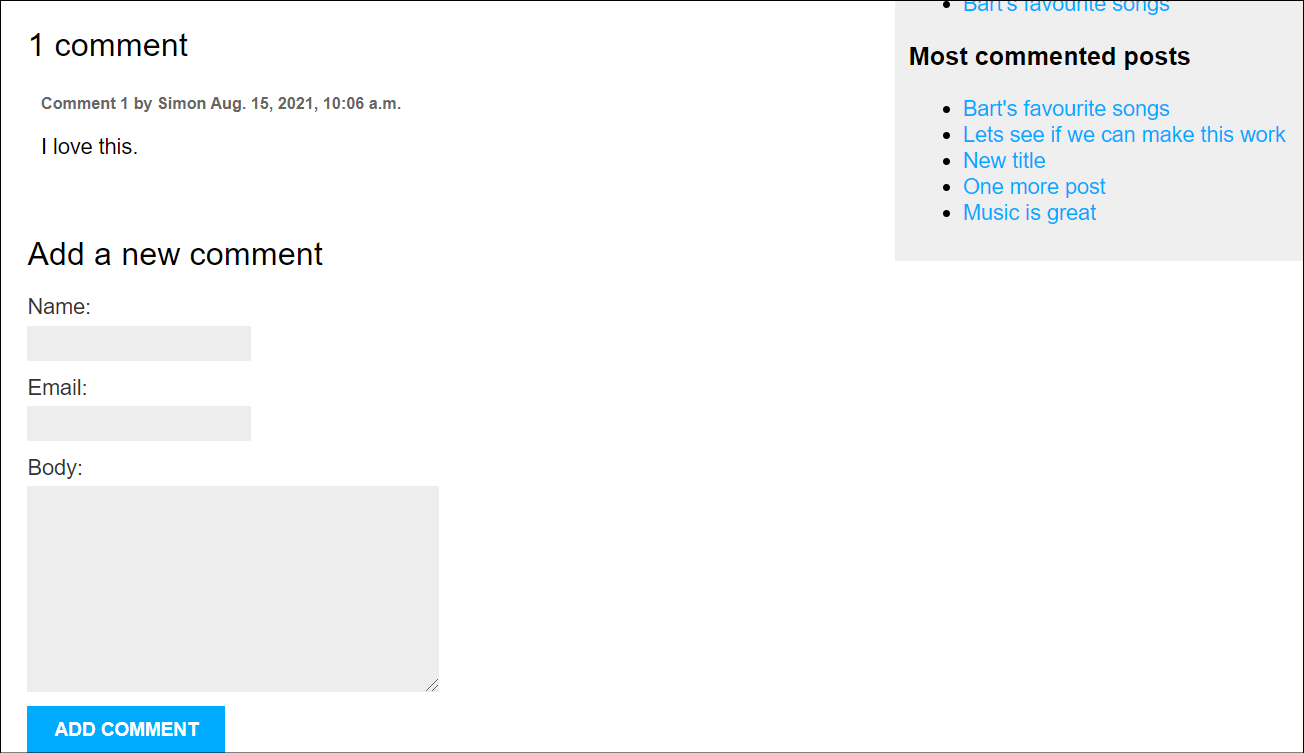 1 comment
Comment 1 by Simon Aug. 15, 2021, 10:06 a.m.
I love this.
Add a new comment
Name:
Email:
Body:
ADD COMMENT
Bart's favourite songs
Most commented posts
Bart's favourite songs
Lets see if we can make this work
New title
One more post
Music is great